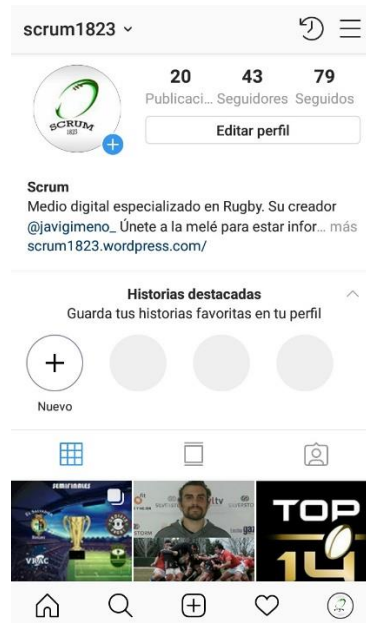 scrum1823
20 43 79
Publicaci... Seguidores Seguidos
SCRUM
1823
Editar perfil
Scrum
Medio digital especializado en Rugby. Su creador
@javigimeno_ Únete a la melé para estar infor... más
scrum1823.wordpress.com/
Historias destacadas
Guarda tus historias favoritas en tu perfil
Nuevo
SEMIFINALES
VRAC
TOP
14